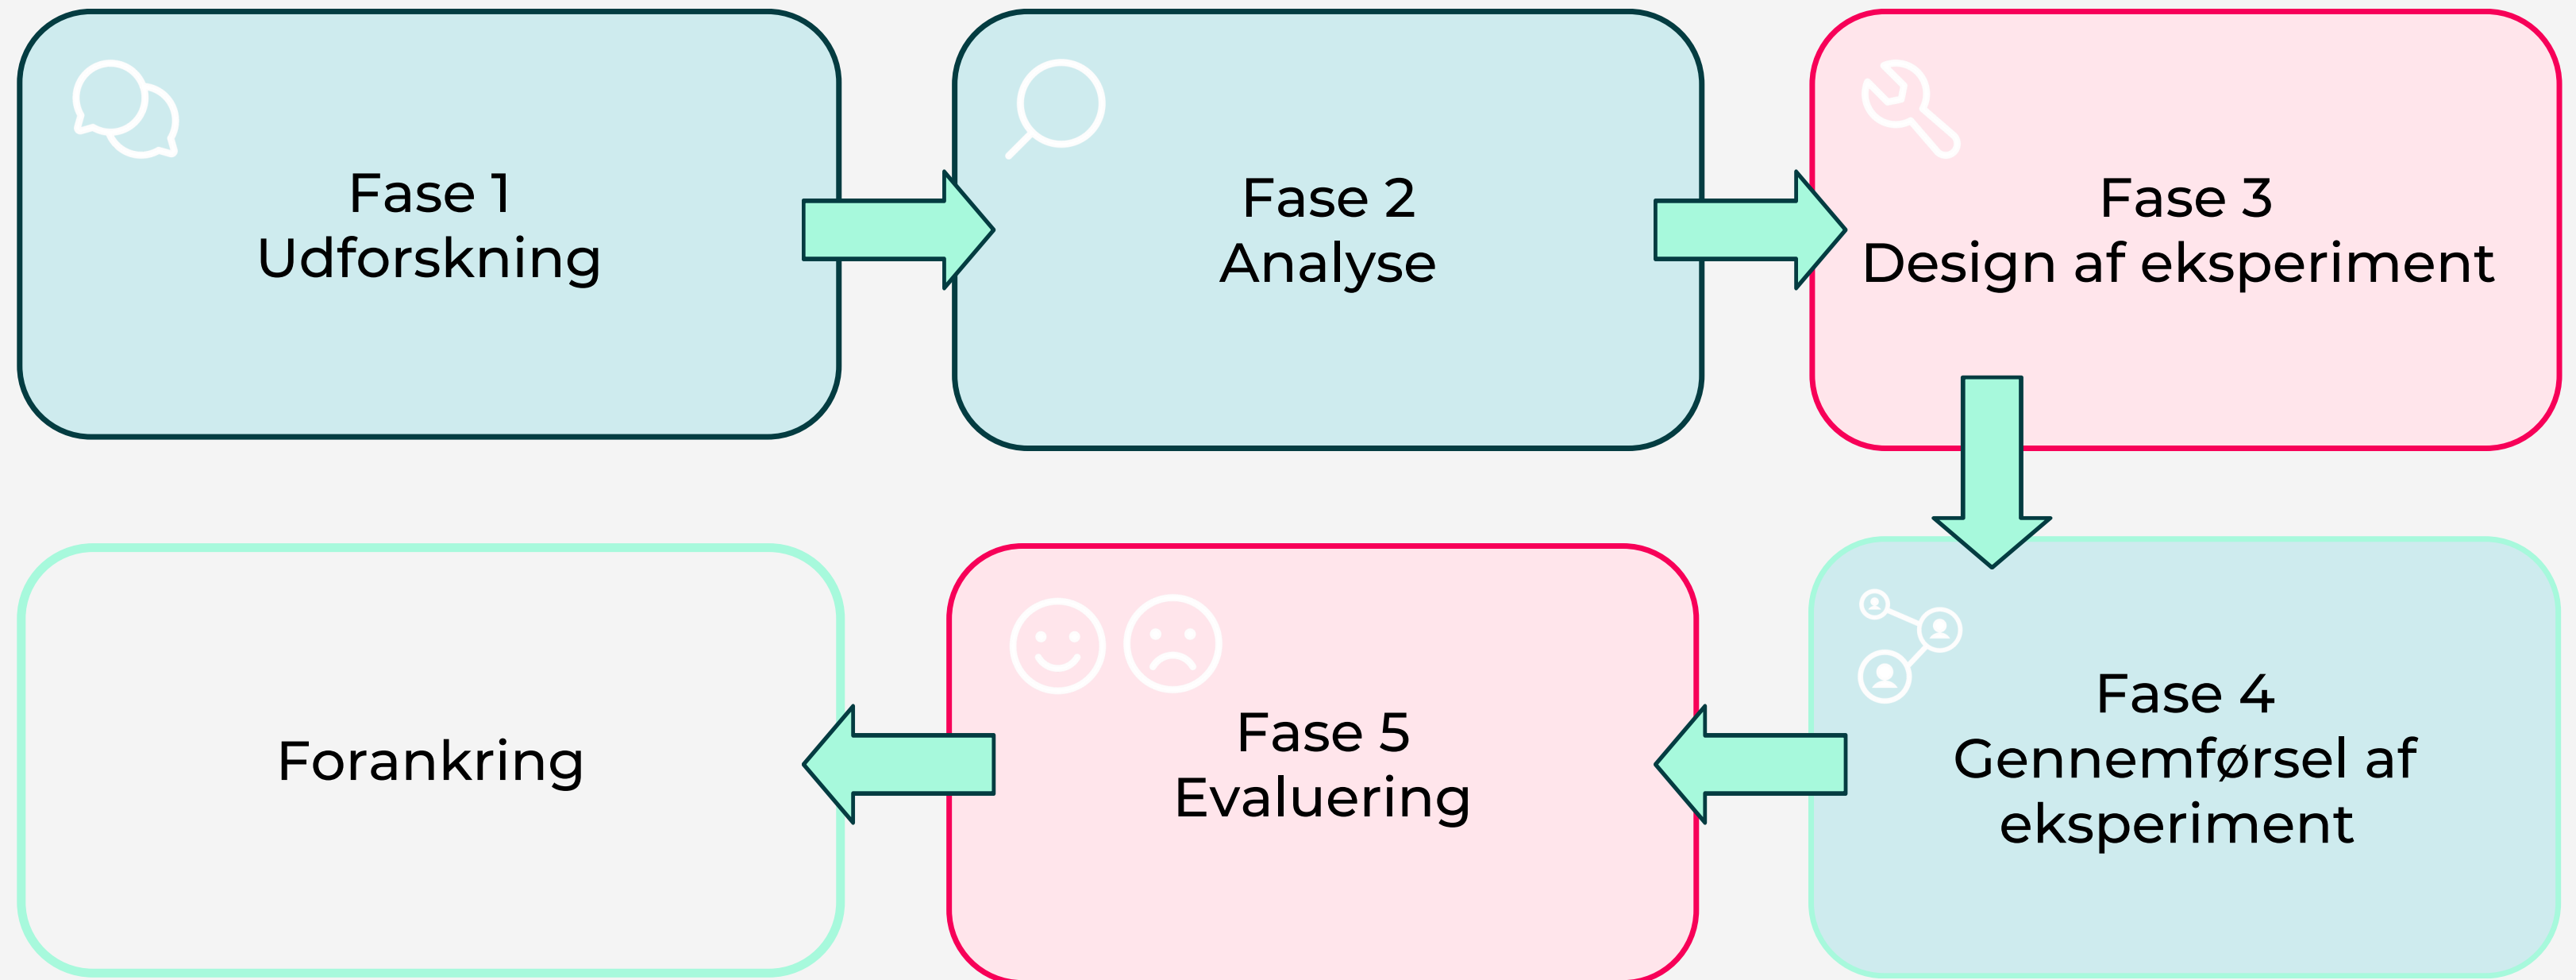 Fase 1
Udforskning
Fase 2
Analyse
Fase 3
Design af eksperiment
Fase 4
Gennemførsel af
eksperiment
Fase 5
Evaluering
Forankring